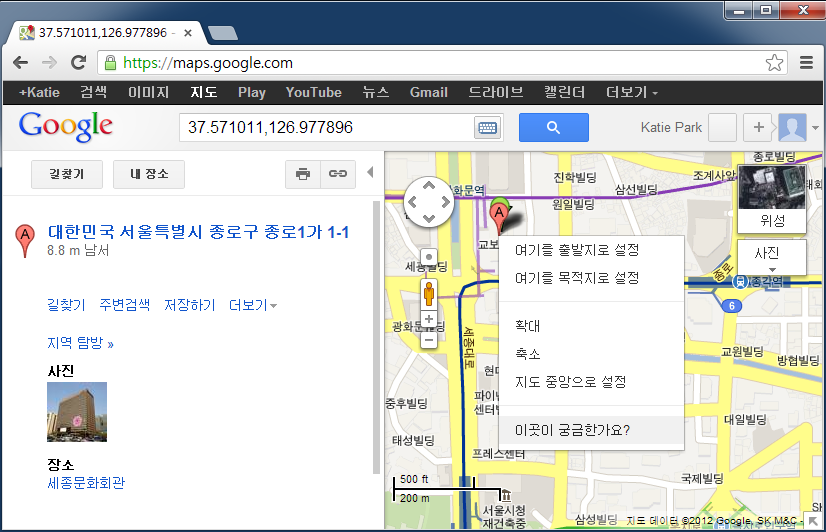 37.571011,126.977896 -
https://maps.google.com
+Katie 검색 이미지 지도 Play YouTube 뉴스 Gmail 드라이브 캘린더 더보기
Google
37.571011,126.977896
Katie Park
+
길찾기
내 장소
A
대한민국 서울특별시 종로구 종로1가 1-1
8.8 m 남서
길찾기 주변검색 저장하기 더보기
지역 탐방 »
사진
장소
세종문화회관
종로빌딩
조계사앞
진학빌딩
삼선빌딩
원일빌딩
화문역
A
교보
세종빌딩
광화문빌딩
세종대로
종로
종각역
6
위성
사진
여기를 출발지로 설정
여기를 목적지로 설정
확대
축소
지도 중앙으로 설정
이곳이 궁금한가요?
교원빌딩
방협빌딩
대일빌딩
현대
파이낸
센터빌딩
중후빌딩
태성빌딩
프레스센터
국제빌딩
500 ft
200 m
서울시청
재건축중
삼성빌딩
지도 데이터 ©2012 Google, SK M&C -